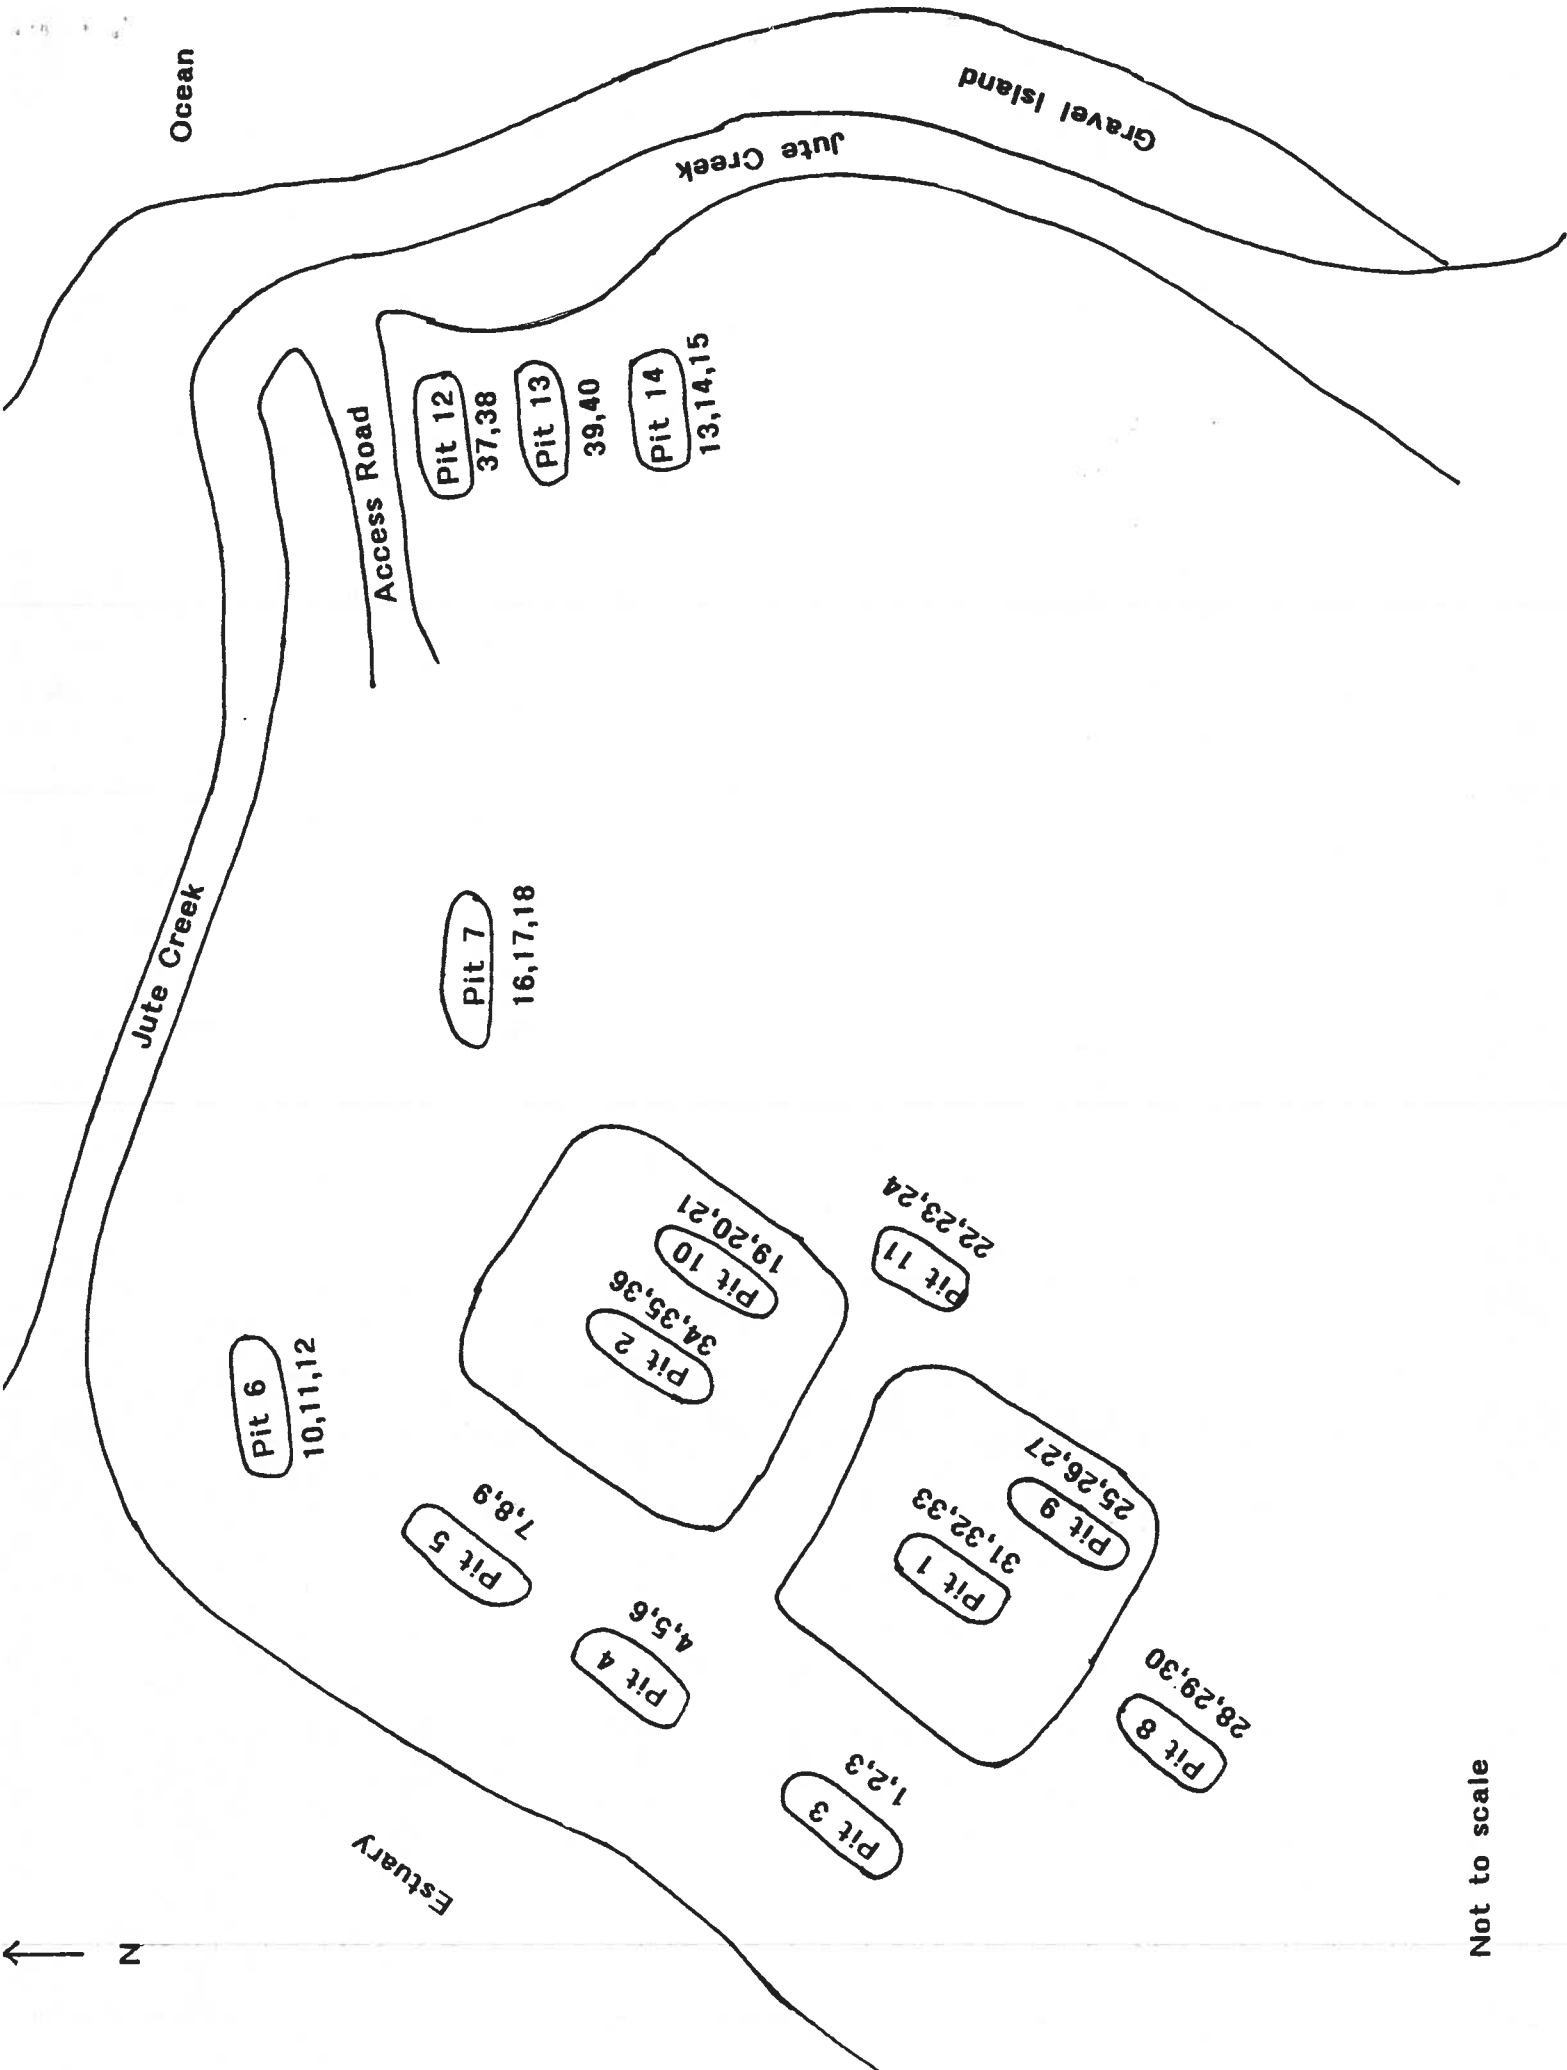 Ocean
Gravel Island
Jute Creek
Access Road
Pit 12
37,38
Pit 13
39,40
Pit 14
13,14,15
Jute Creek
Pit 7
16,17,18
Pit 6
10,11,12
Pit 10
19,20,21
Pit 2
34,35,36
Pit 11
22,23,24
Pit 5
7,8,9
Pit 4
4,5,6
Pit 9
25,26,27
Pit 1
31,32,33
Pit 3
1,2,3
Pit 8
28,29,30
Estuary
N
Not to scale